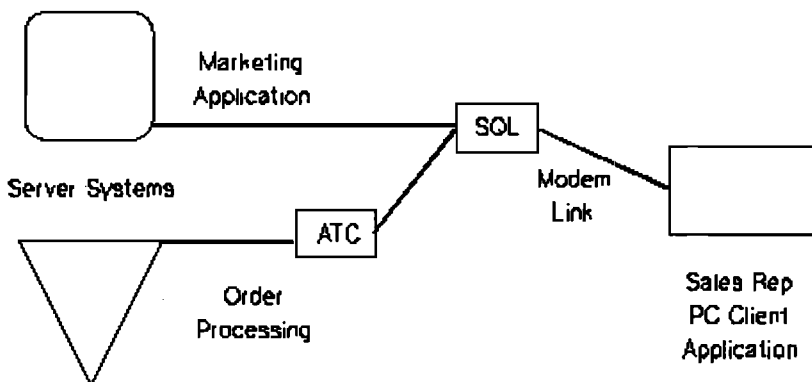 Marketing
Application
SQL
Server Systems
Modem
Link
ATC
Order
Processing
Sales Rep
PC Client
Application